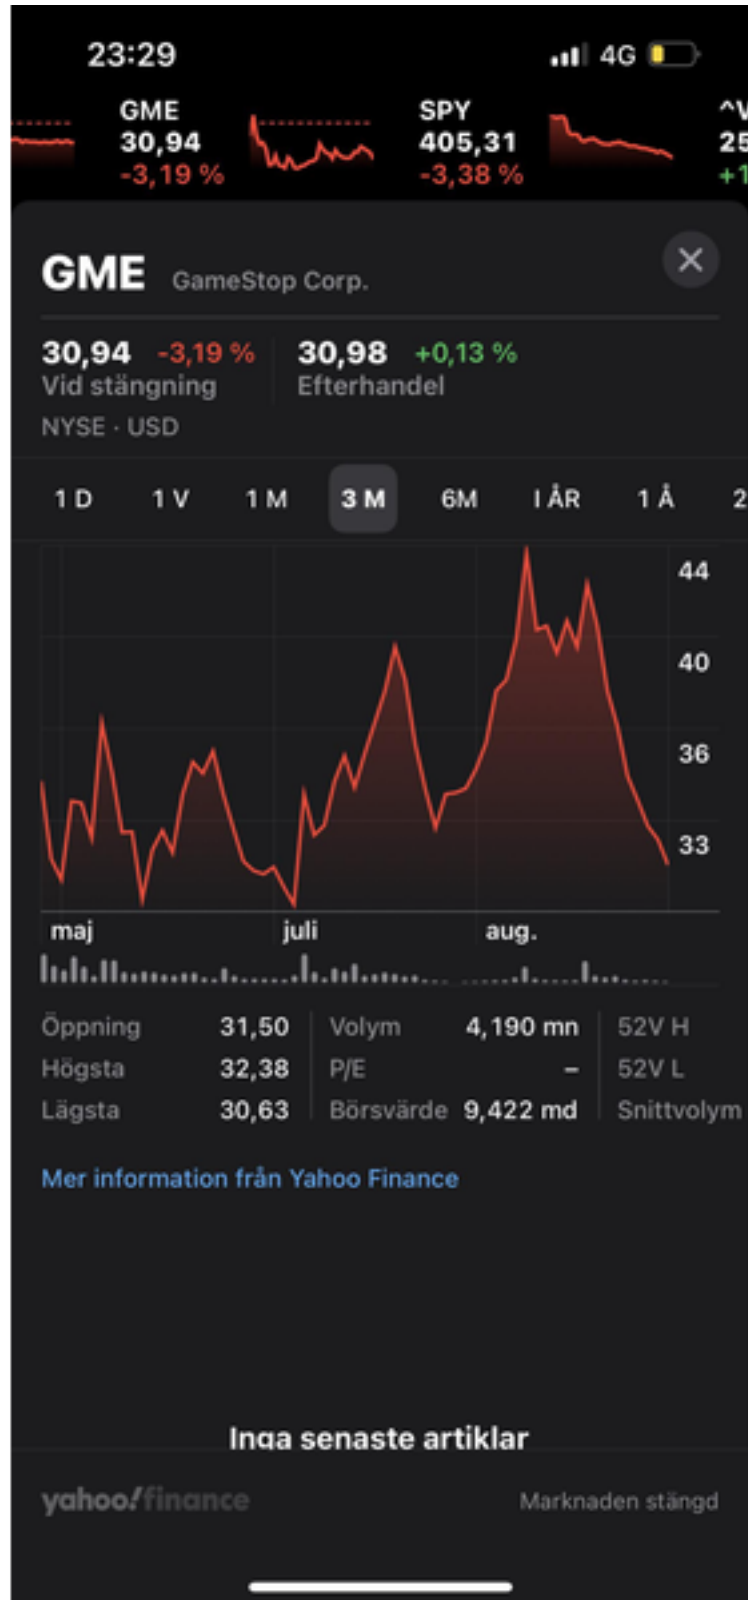 23:29 4G
GME SPY ^V
30,94 405,31 25
-3,19 % -3,38 % +1
GME GameStop Corp.
30,94 -3,19 % 30,98 +0,13 %
Vid stängning Efterhandel
NYSE · USD
1 D 1 V 1 M 3 M 6M I ÅR 1 Å 2
44
40
36
33
maj juli aug.
Öppning 31,50 Volym 4,190 mn 52V H
Högsta 32,38 P/E – 52V L
Lägsta 30,63 Börsvärde 9,422 md Snittvolym
Mer information från Yahoo Finance
Inga senaste artiklar
yahoo!finance Marknaden stängd